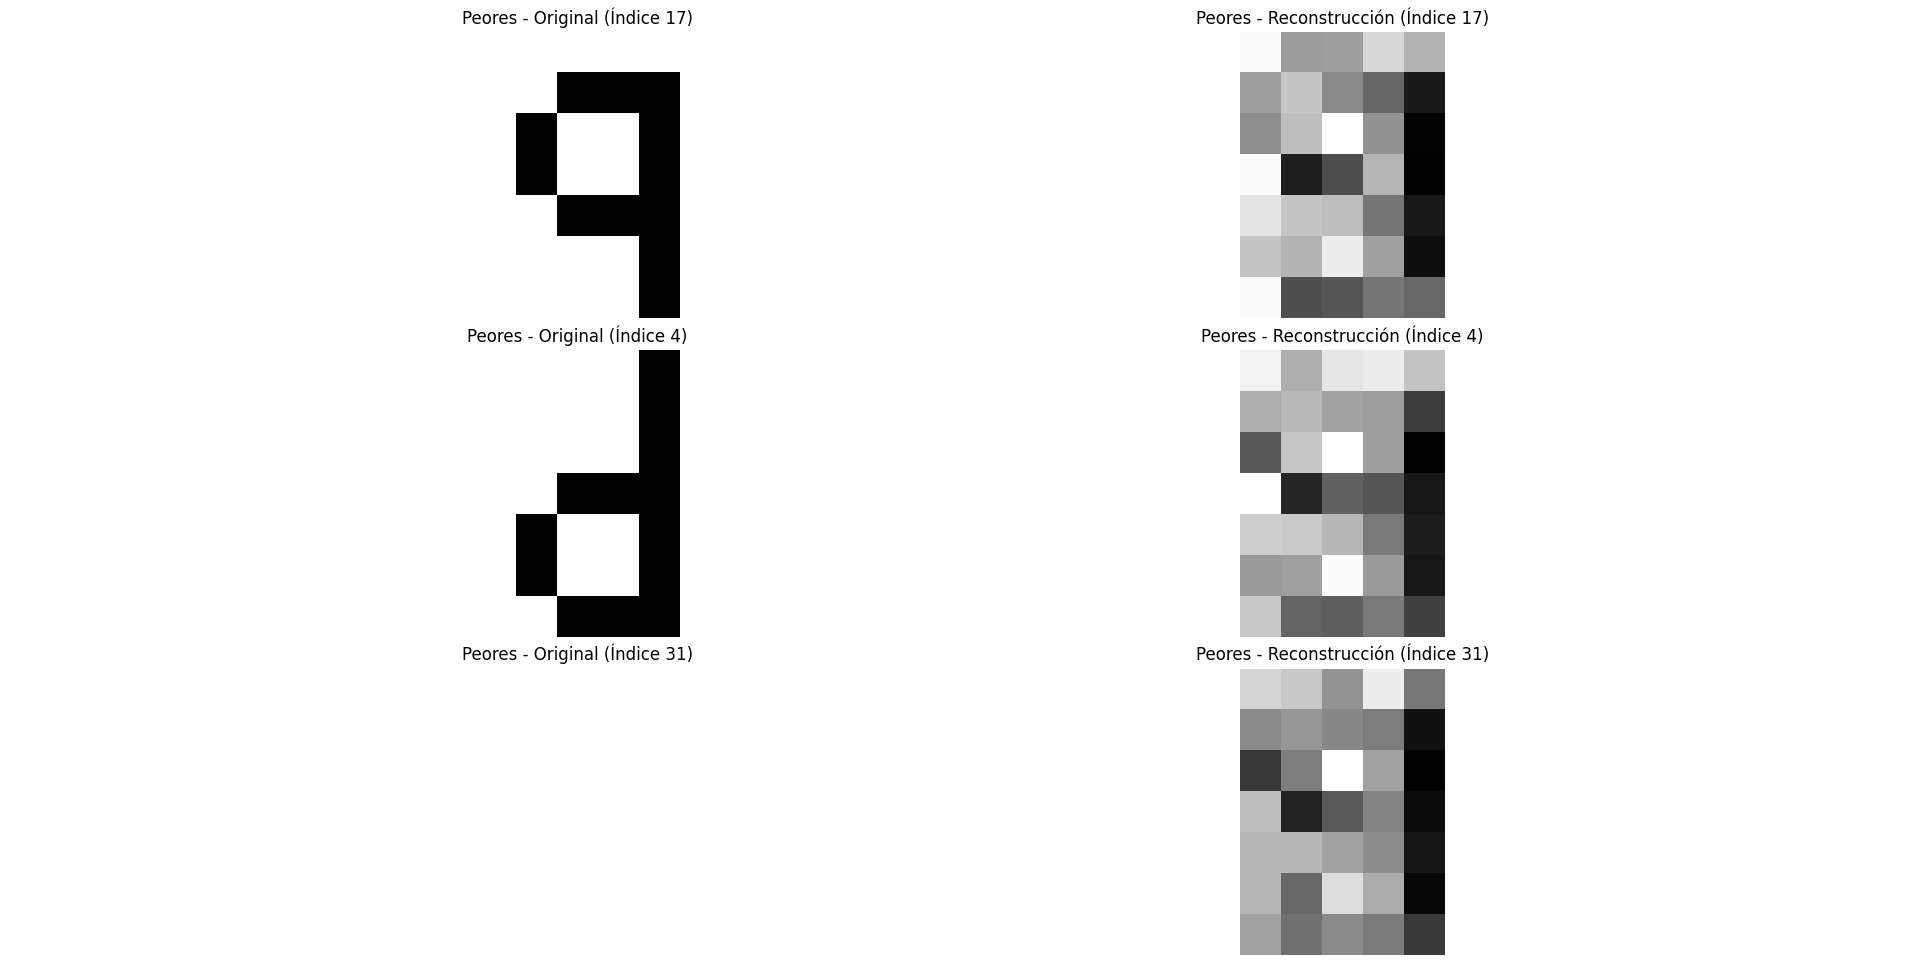 Peores - Original (Índice 17)
Peores - Reconstrucción (Índice 17)
q
Peores - Original (Índice 4)
Peores - Reconstrucción (Índice 4)
d
Peores - Original (Índice 31)
Peores - Reconstrucción (Índice 31)